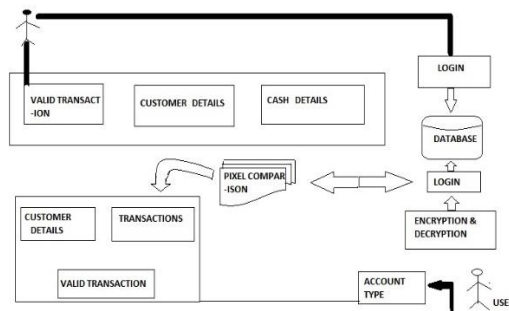 LOGIN
VALID TRANSACT
-ION
CUSTOMER DETAILS
CASH DETAILS
DATABASE
PIXEL COMPAR
-ISON
LOGIN
CUSTOMER
DETAILS
TRANSACTIONS
ENCRYPTION &
DECRYPTION
VALID TRANSACTION
ACCOUNT
TYPE
USE